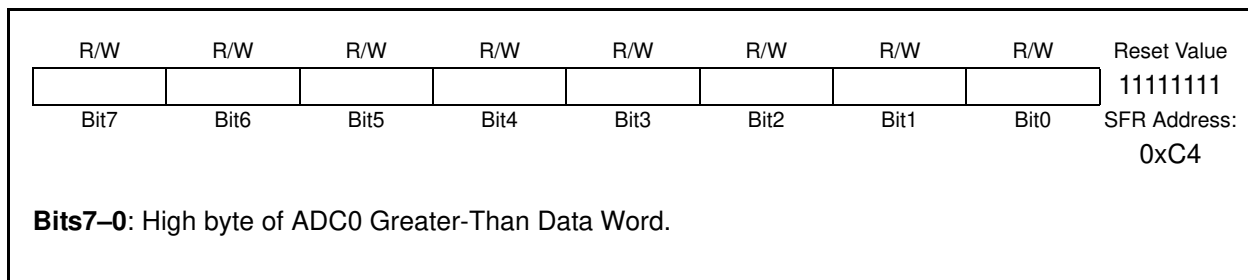 R/W R/W R/W R/W R/W R/W R/W R/W Reset Value
11111111
Bit7 Bit6 Bit5 Bit4 Bit3 Bit2 Bit1 Bit0 SFR Address:
0xC4
Bits7–0: High byte of ADC0 Greater-Than Data Word.